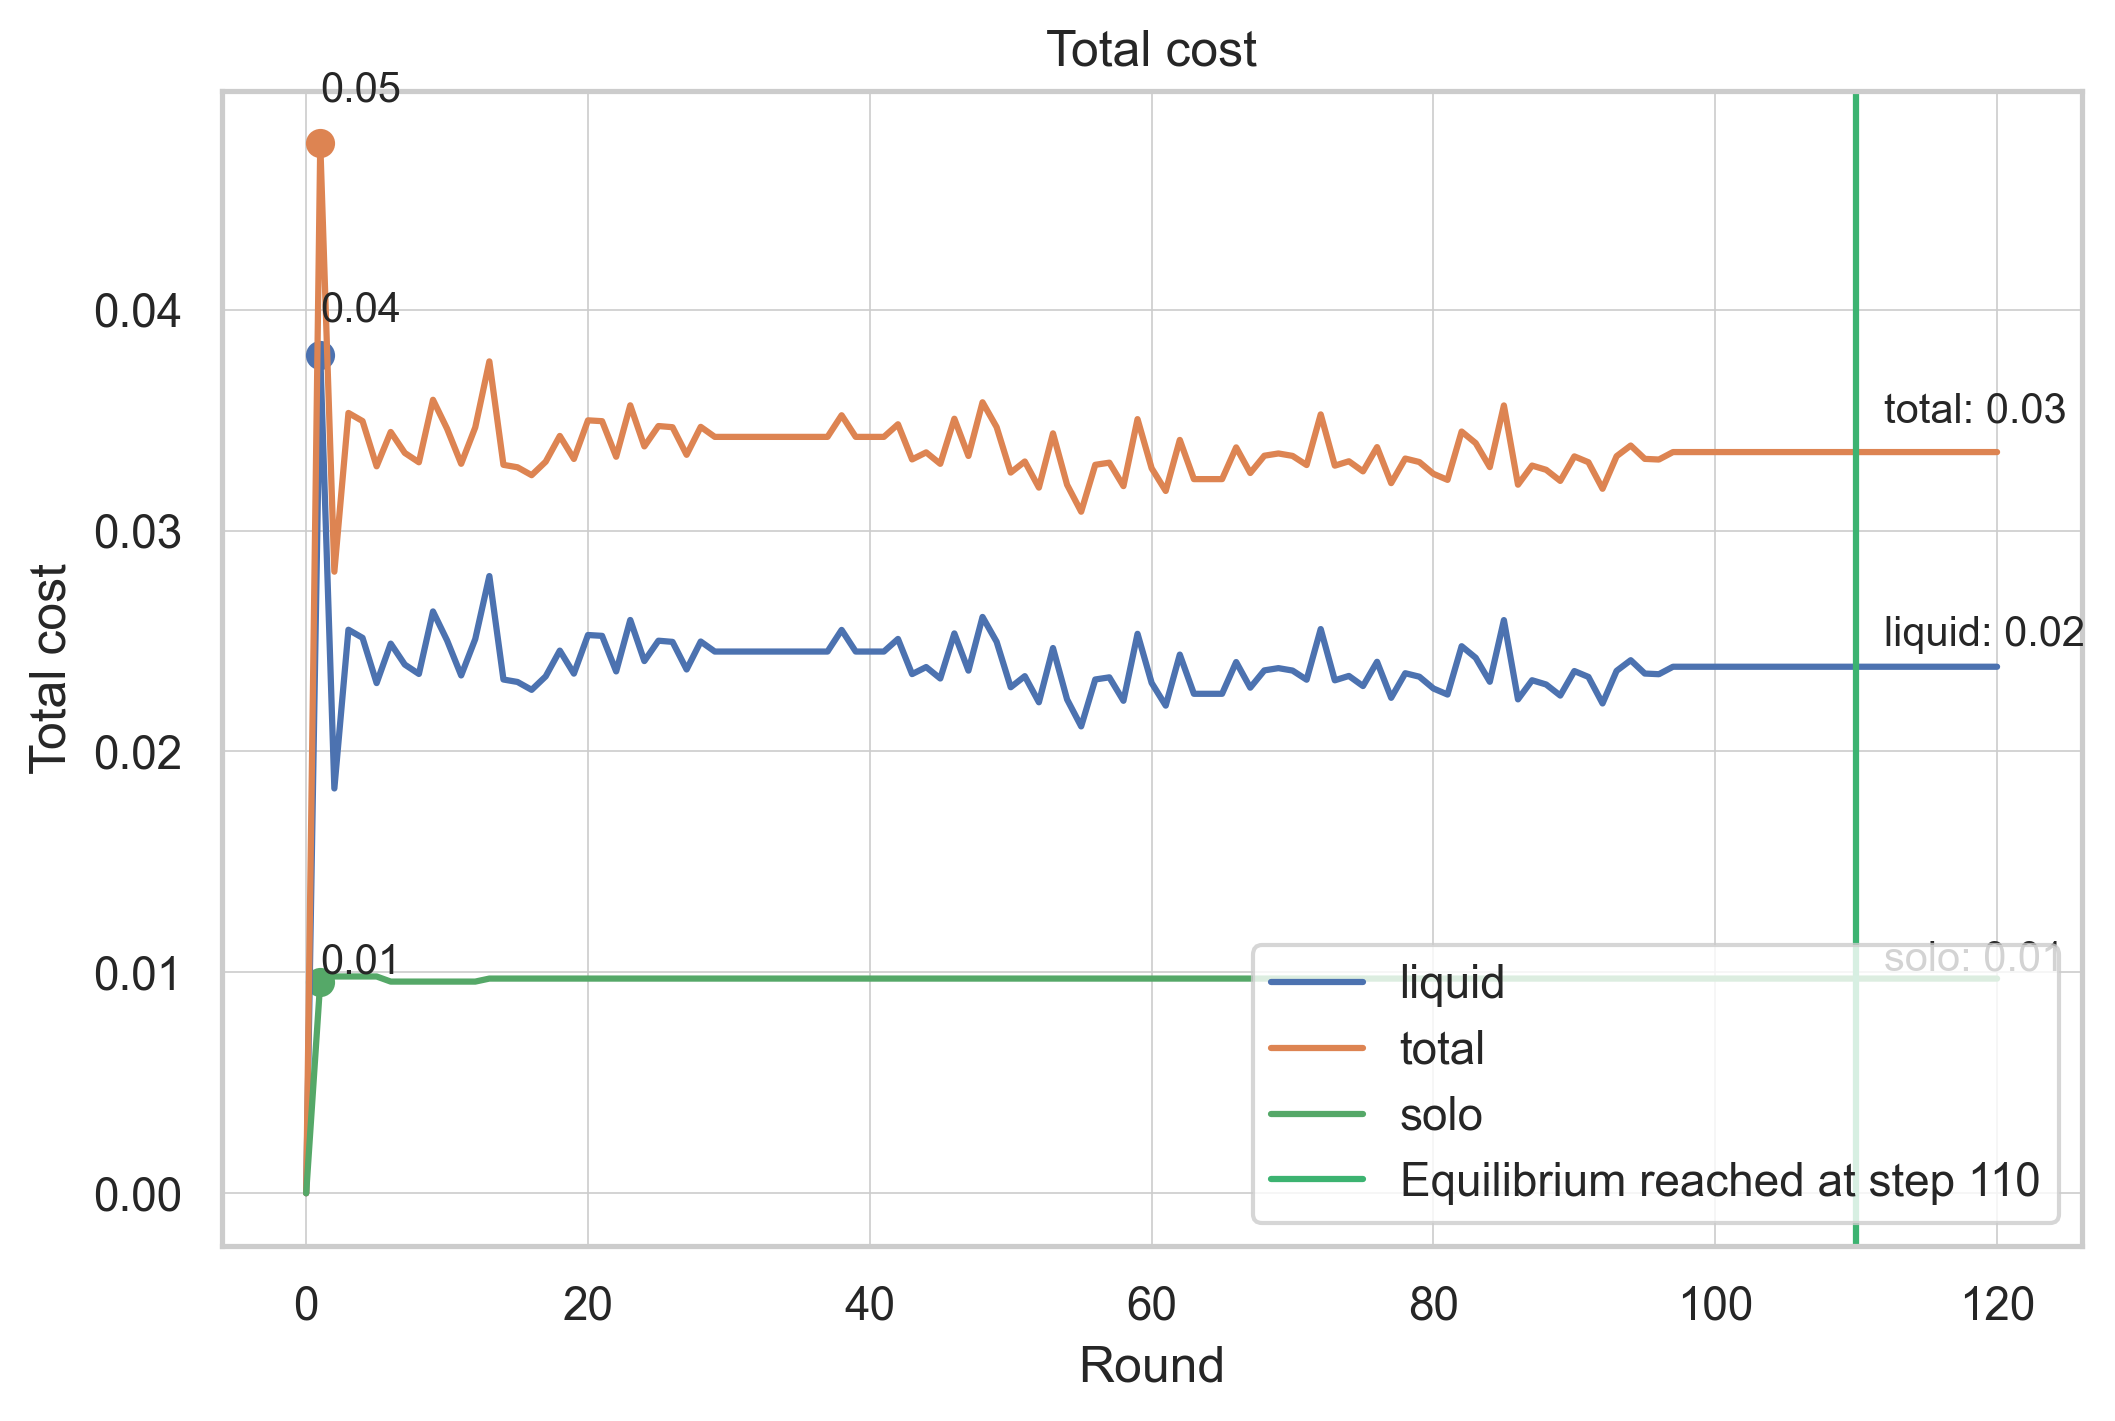 Total cost
0.05
0.04
0.04
total: 0.03
0.03
liquid: 0.02
Total cost
0.02
0.01
0.01
solo: 0.01
liquid
total
solo
Equilibrium reached at step 110
0.00
0
20
40
60
80
100
120
Round